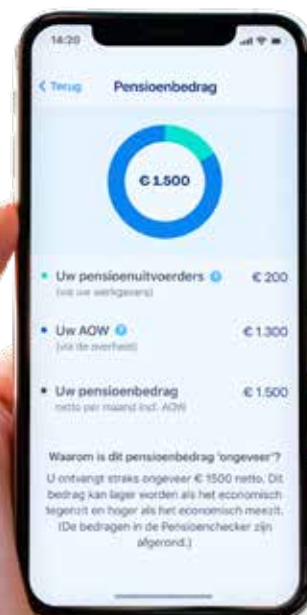 14:20
< Terug Pensioenbedrag
€ 1.500
Uw pensioenuitvoerders ? € 200
(via uw werkgevers)
Uw AOW ? € 1.300
(via de overheid)
Uw pensioenbedrag € 1.500
netto per maand incl. AOW
Waarom is dit pensioenbedrag 'ongeveer'?
U ontvangt straks ongeveer € 1500 netto. Dit
bedrag kan lager worden als het economisch
tegenzit en hoger als het economisch meezit.
(De bedragen in de Pensioenchecker zijn
afgerond.)